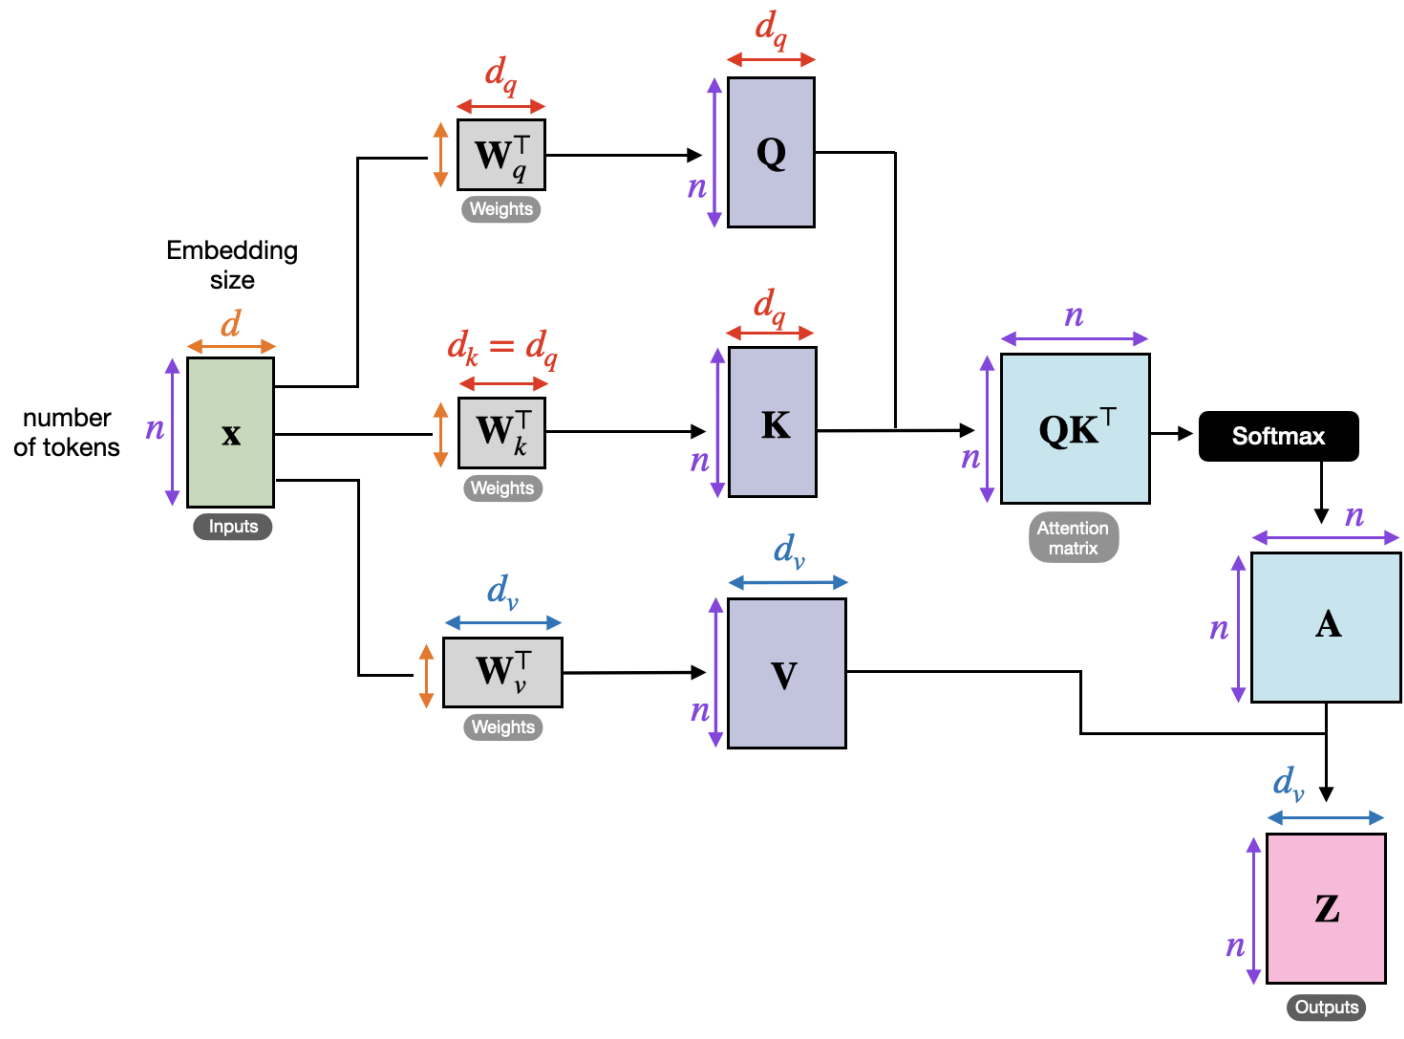 d_q
d_q
W_q^⊤
Q
n
Weights
Embedding
size
d
d_k = d_q
d_q
n
number
of tokens
n
x
W_k^⊤
K
n
QK^⊤
n
Softmax
Inputs
Weights
Attention
matrix
n
d_v
d_v
W_v^⊤
V
n
Weights
n
A
d_v
Z
n
Outputs